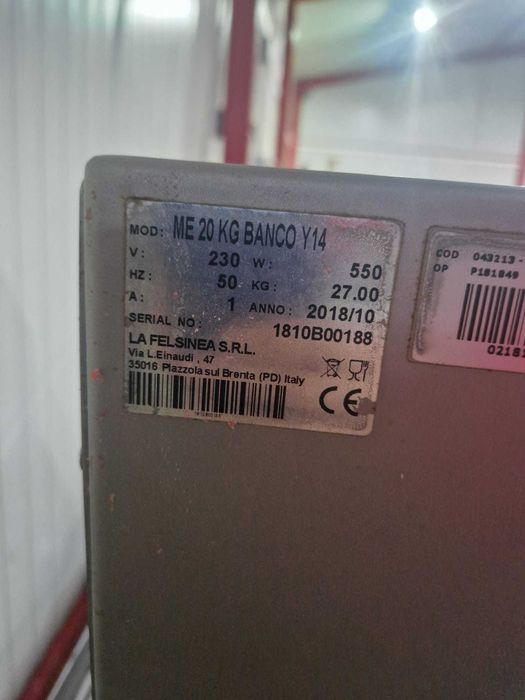 MOD: ME 20 KG BANCO Y14
V: 230 W: 550
HZ: 50 KG: 27.00
A: 1 ANNO: 2018/10
SERIAL NO: 1810B00188
LA FELSINEA S.R.L.
Via L.Einaudi , 47
35016 Piazzola sul Brenta (PD) Italy
CE
COD 043213 -
OP P181849
0218